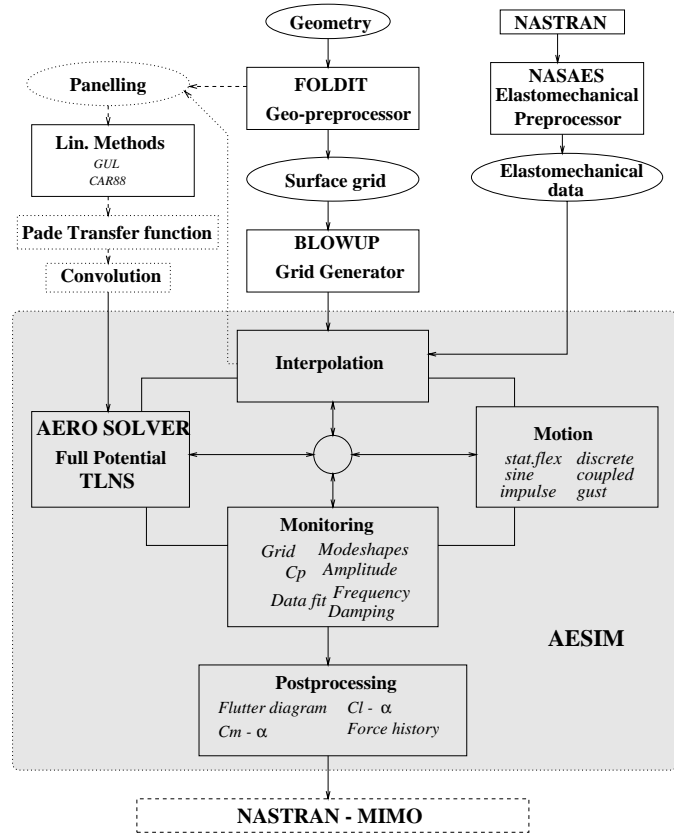 Geometry
NASTRAN
Panelling
FOLDIT
Geo-preprocessor
NASAES
Elastomechanical
Preprocessor
Lin. Methods
GUL
CAR88
Surface grid
Elastomechanical
data
Pade Transfer function
BLOWUP
Grid Generator
Convolution
Interpolation
AERO SOLVER
Full Potential
TLNS
Motion
stat.flex discrete
sine coupled
impulse gust
Monitoring
Grid Modeshapes
Cp Amplitude
Data fit Frequency
Damping
AESIM
Postprocessing
Flutter diagram Cl - α
Cm - α Force history
NASTRAN - MIMO